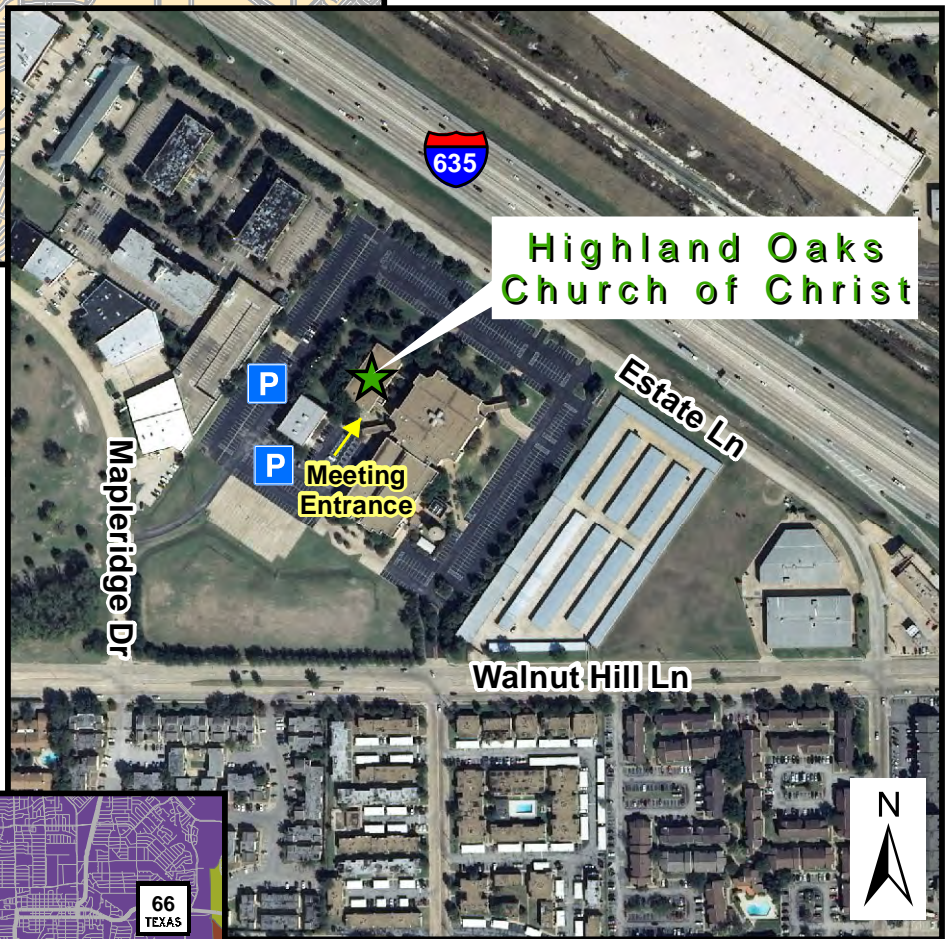 635
Highland Oaks
Church of Christ
Estate Ln
P
P
Meeting
Entrance
Mapleridge Dr
Walnut Hill Ln
N
66
TEXAS